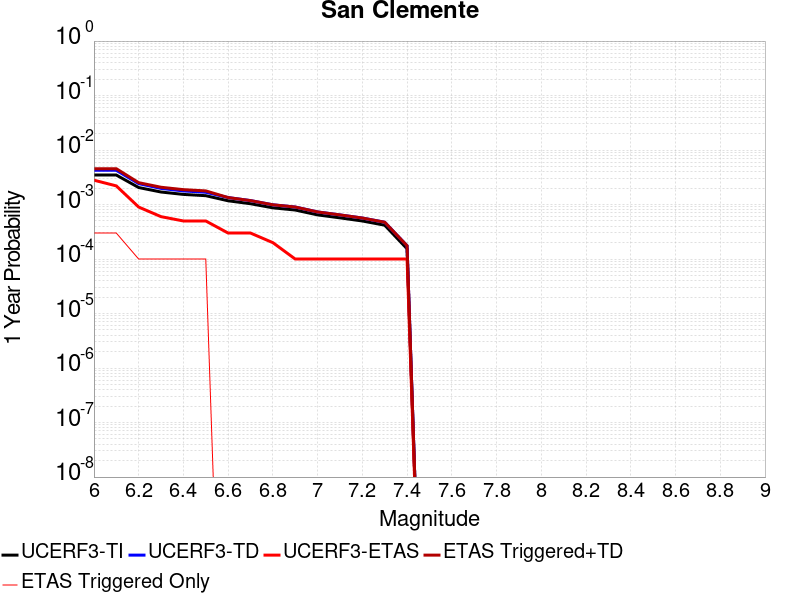 San Clemente
10^0
10^-1
10^-2
10^-3
10^-4
10^-5
10^-6
10^-7
10^-8
1 Year Probability
6 6.2 6.4 6.6 6.8 7 7.2 7.4 7.6 7.8 8 8.2 8.4 8.6 8.8 9
Magnitude
UCERF3-TI UCERF3-TD UCERF3-ETAS ETAS Triggered+TD
ETAS Triggered Only